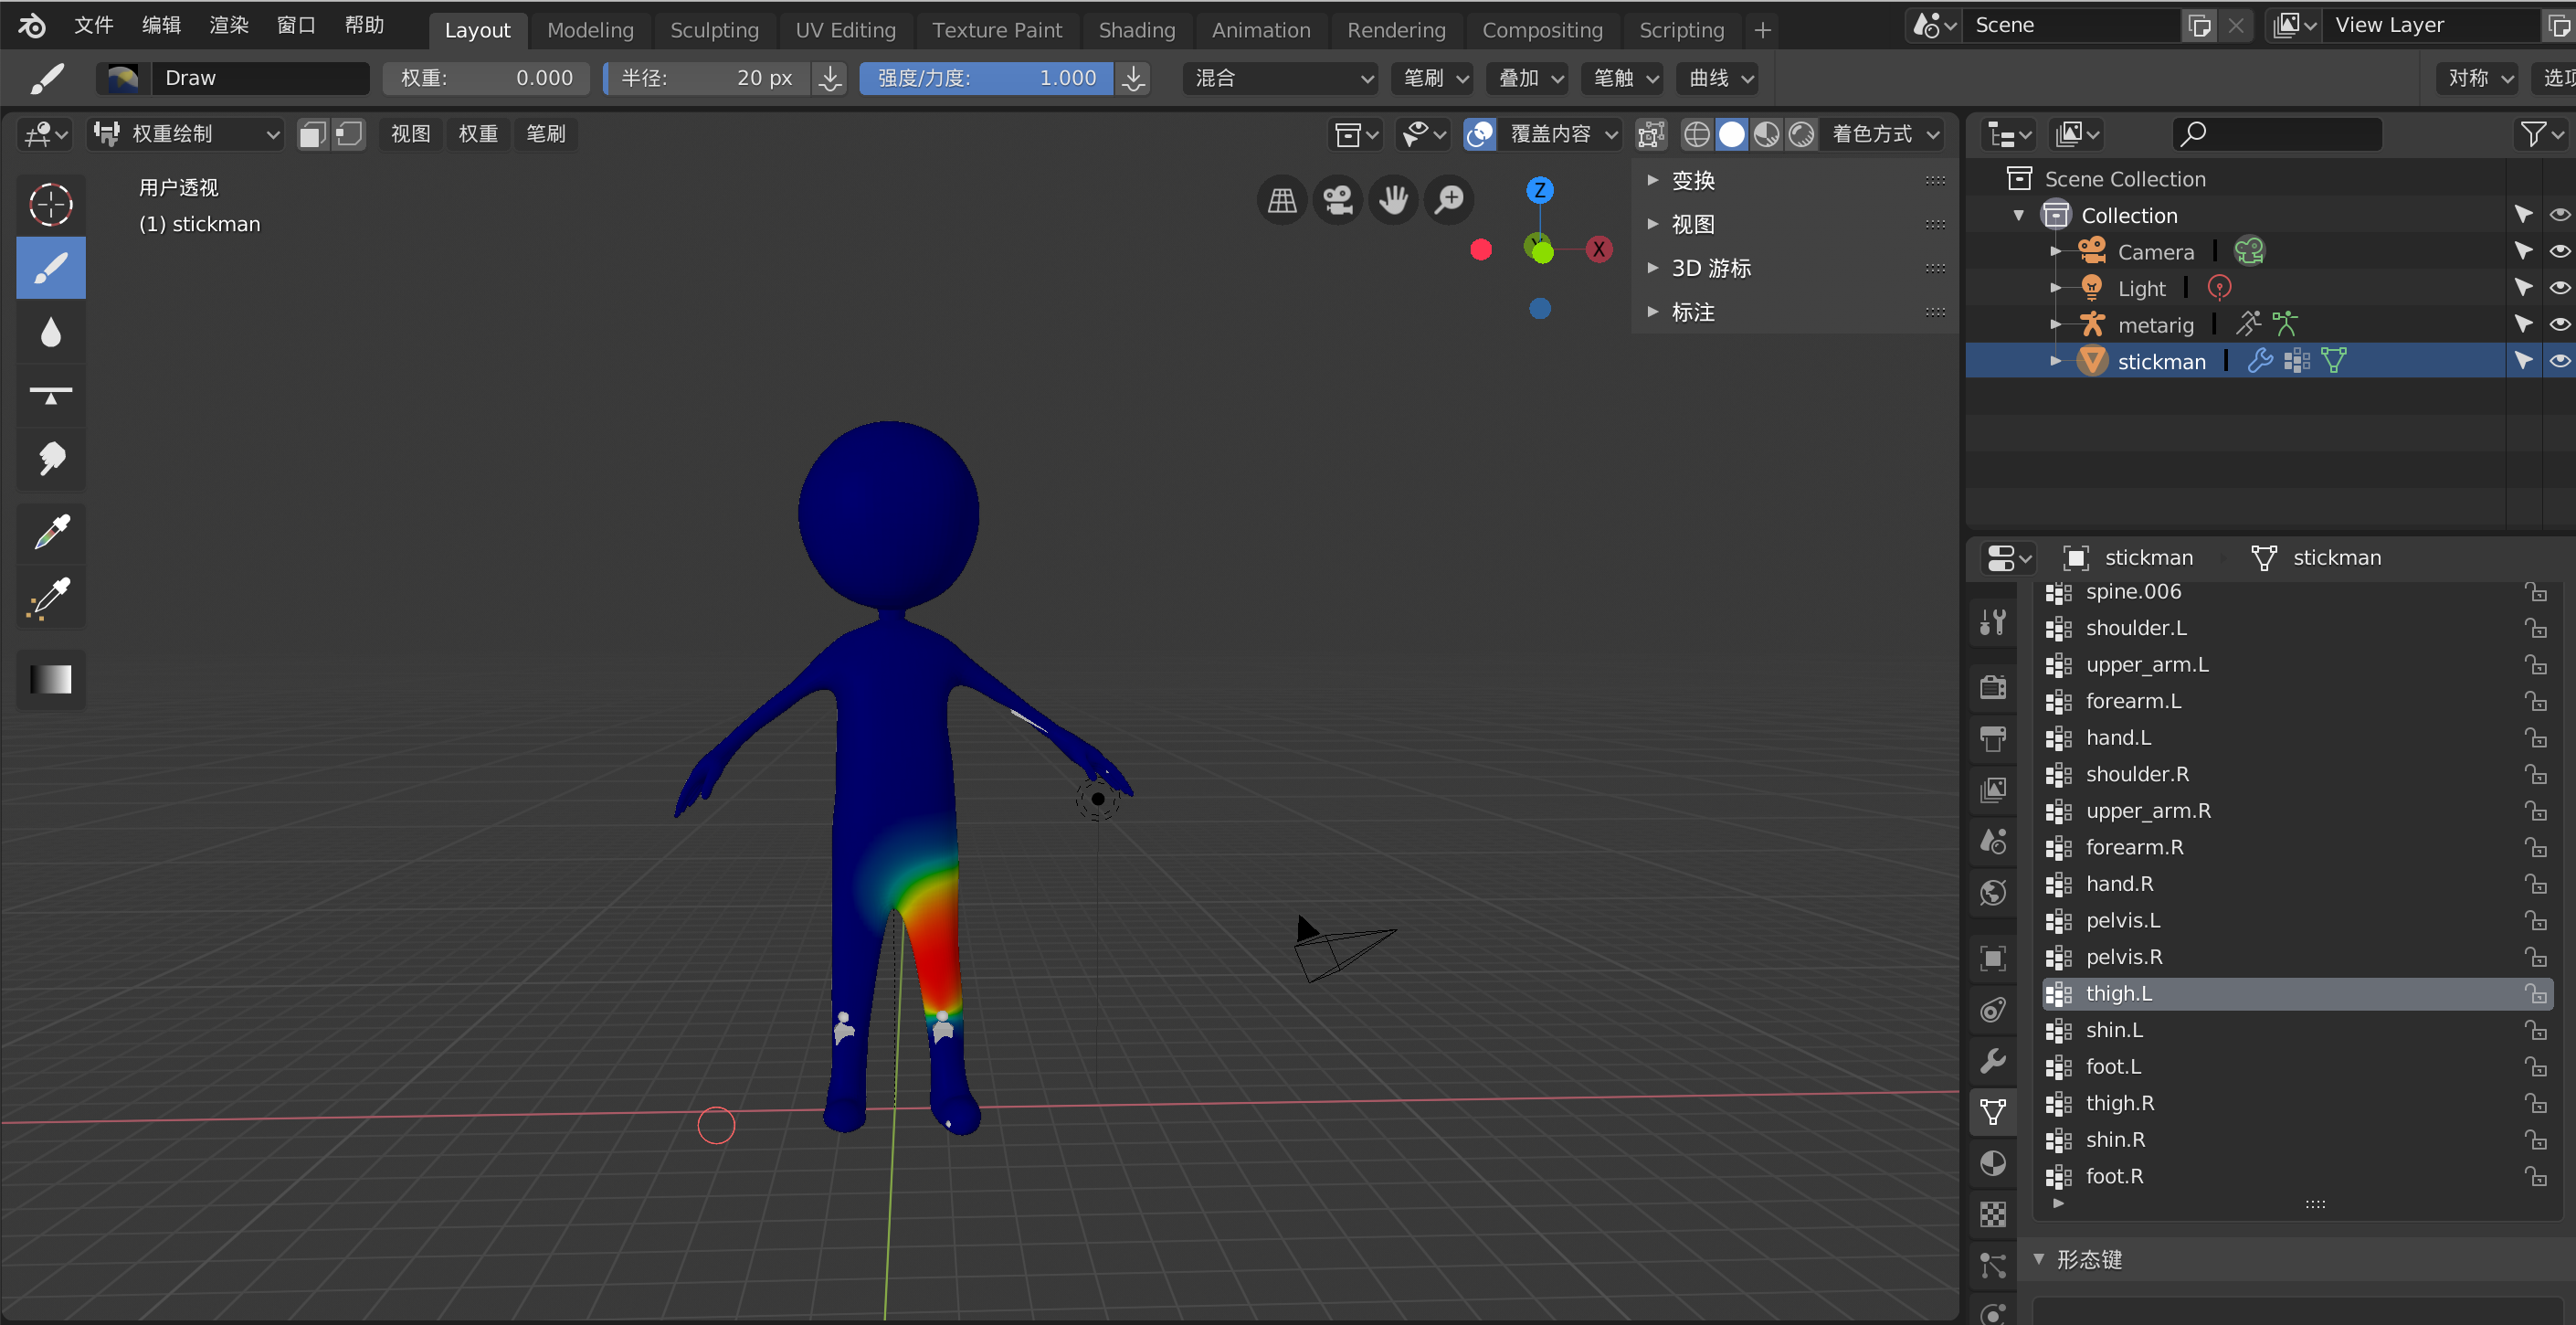 文件 编辑 渲染 窗口 帮助 Layout Modeling Sculpting UV Editing Texture Paint Shading Animation Rendering Compositing Scripting + Scene View Layer
Draw 权重: 0.000 半径: 20 px 强度/力度: 1.000 混合 笔刷 叠加 笔触 曲线 对称 选项
权重绘制 视图 权重 笔刷 覆盖内容 着色方式
用户透视
(1) stickman
Z
Y
X
变换
视图
3D 游标
标注
Scene Collection
Collection
Camera
Light
metarig
stickman
stickman stickman
spine.006
shoulder.L
upper_arm.L
forearm.L
hand.L
shoulder.R
upper_arm.R
forearm.R
hand.R
pelvis.L
pelvis.R
thigh.L
shin.L
foot.L
thigh.R
shin.R
foot.R
形态键